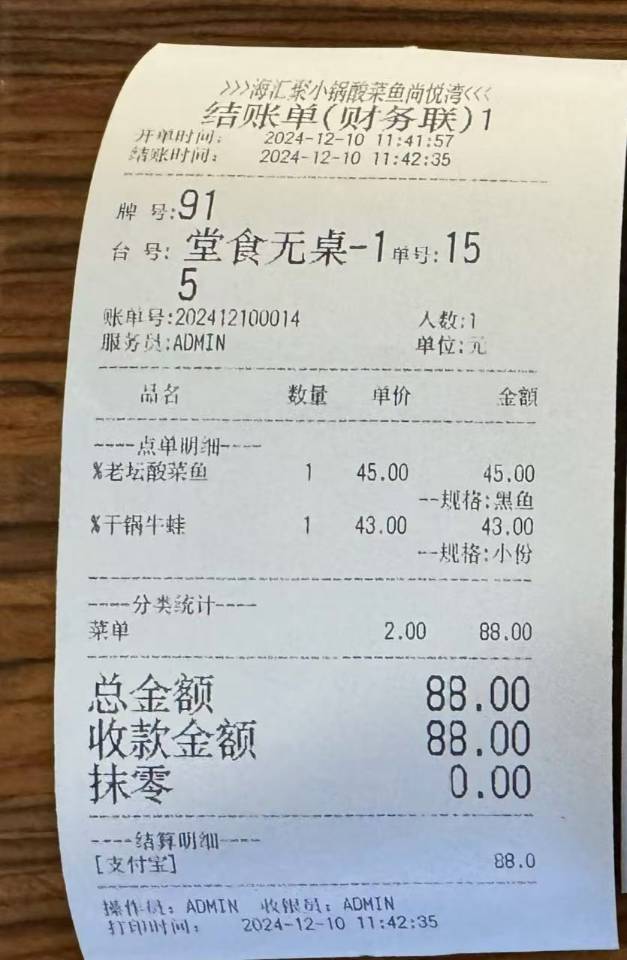 >>>海汇聚小锅酸菜鱼尚悦湾<<<
结账单(财务联)1
开单时间: 2024-12-10 11:41:57
结账时间: 2024-12-10 11:42:35
牌 号:91
台 号: 堂食无桌-1 单号:15
5
账单号:202412100014 人数:1
服务员:ADMIN 单位:元
品名 数量 单价 金额
----点单明细----
%老坛酸菜鱼 1 45.00 45.00
--规格:黑鱼
%干锅牛蛙 1 43.00 43.00
--规格:小份
----分类统计----
菜单 2.00 88.00
总金额 88.00
收款金额 88.00
抹零 0.00
----结算明细----
[支付宝] 88.0
操作员: ADMIN 收银员: ADMIN
打印时间: 2024-12-10 11:42:35